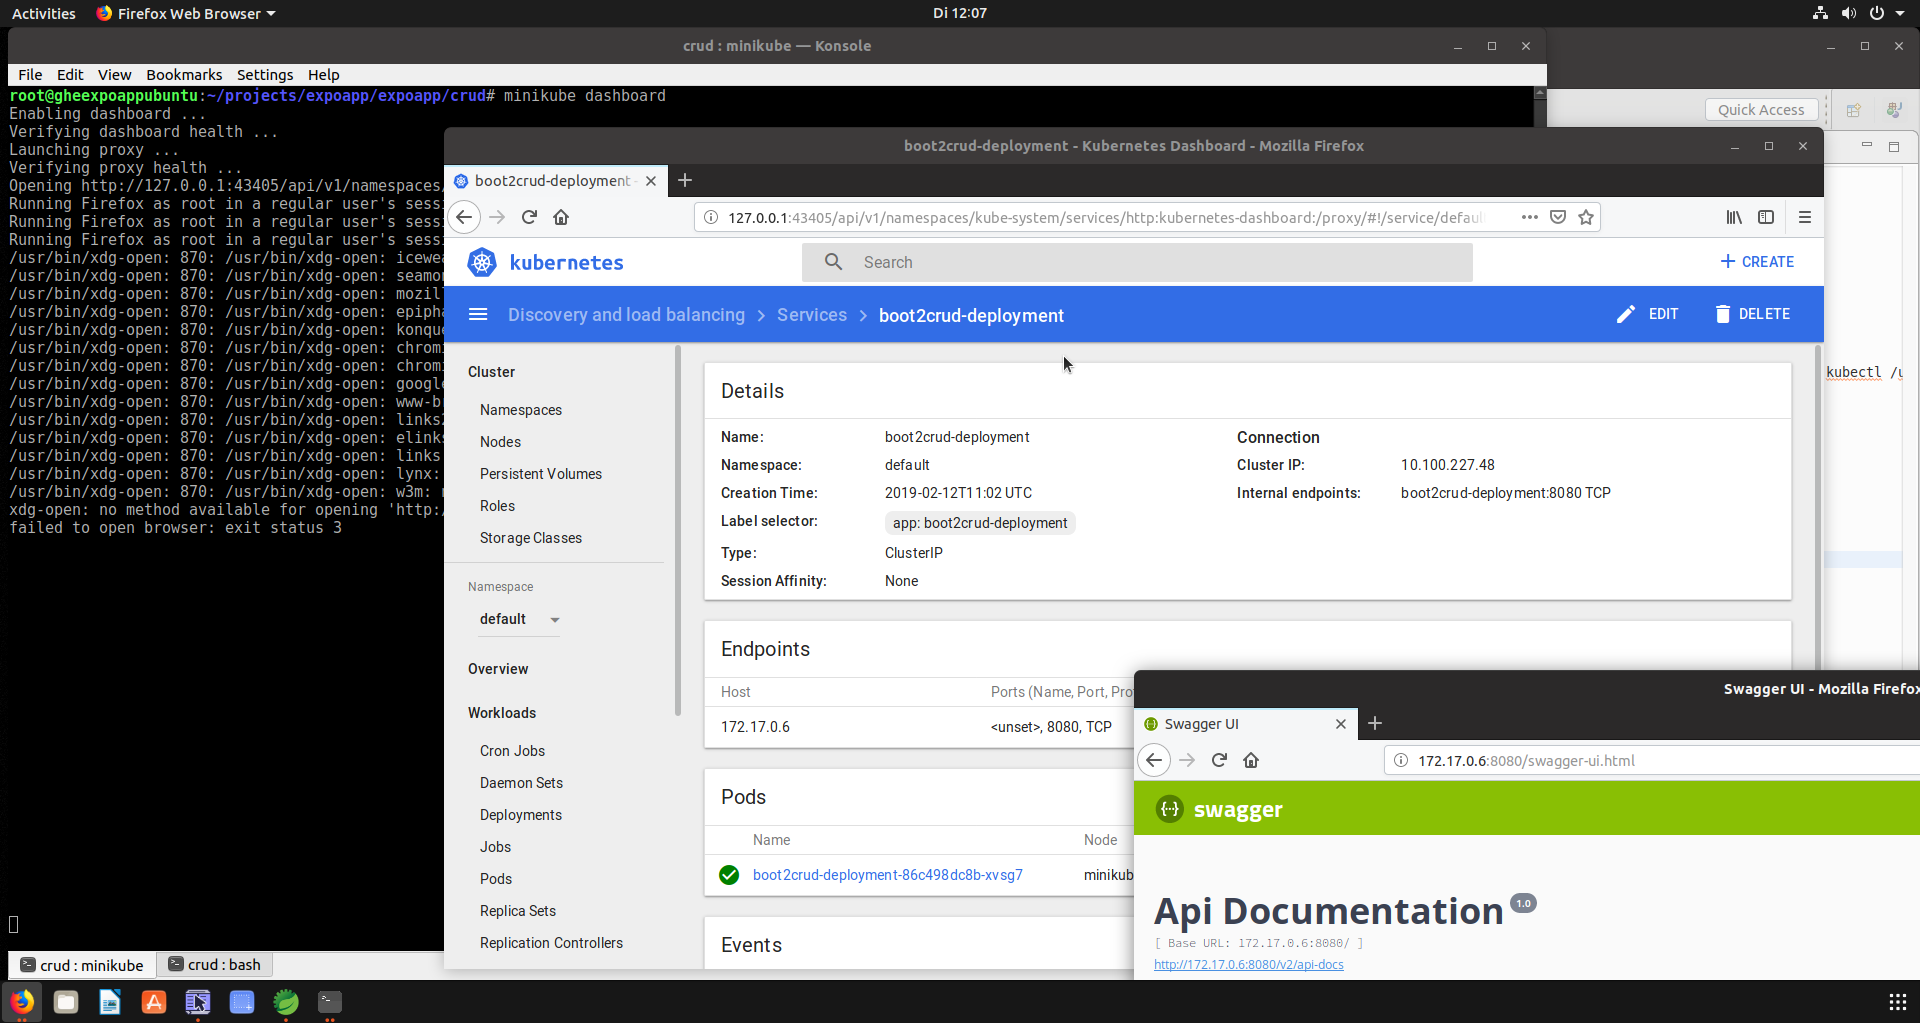 Activities
Firefox Web Browser
Di 12:07
crud : minikube — Konsole
File Edit View Bookmarks Settings Help
root@gheexpoappubuntu:~/projects/expoapp/expoapp/crud# minikube dashboard
Enabling dashboard ...
Verifying dashboard health ...
Launching proxy ...
Verifying proxy health ...
Opening http://127.0.0.1:43405/api/v1/namespaces/
Running Firefox as root in a regular user's sess
Running Firefox as root in a regular user's sess
Running Firefox as root in a regular user's sess
/usr/bin/xdg-open: 870: /usr/bin/xdg-open: icewe
/usr/bin/xdg-open: 870: /usr/bin/xdg-open: seamo
/usr/bin/xdg-open: 870: /usr/bin/xdg-open: mozil
/usr/bin/xdg-open: 870: /usr/bin/xdg-open: epiph
/usr/bin/xdg-open: 870: /usr/bin/xdg-open: konqu
/usr/bin/xdg-open: 870: /usr/bin/xdg-open: chrom
/usr/bin/xdg-open: 870: /usr/bin/xdg-open: chrom
/usr/bin/xdg-open: 870: /usr/bin/xdg-open: googl
/usr/bin/xdg-open: 870: /usr/bin/xdg-open: www-b
/usr/bin/xdg-open: 870: /usr/bin/xdg-open: links
/usr/bin/xdg-open: 870: /usr/bin/xdg-open: elink
/usr/bin/xdg-open: 870: /usr/bin/xdg-open: links
/usr/bin/xdg-open: 870: /usr/bin/xdg-open: lynx:
/usr/bin/xdg-open: 870: /usr/bin/xdg-open: w3m:
xdg-open: no method available for opening 'http:
failed to open browser: exit status 3
crud : minikube
crud : bash
Quick Access
kubectl /u
boot2crud-deployment - Kubernetes Dashboard - Mozilla Firefox
boot2crud-deployment -
127.0.0.1:43405/api/v1/namespaces/kube-system/services/http:kubernetes-dashboard:/proxy/#!/service/defaul
kubernetes
Search
+ CREATE
Discovery and load balancing > Services > boot2crud-deployment
EDIT
DELETE
Cluster
Namespaces
Nodes
Persistent Volumes
Roles
Storage Classes
Namespace
default
Overview
Workloads
Cron Jobs
Daemon Sets
Deployments
Jobs
Pods
Replica Sets
Replication Controllers
Details
Name: boot2crud-deployment
Namespace: default
Creation Time: 2019-02-12T11:02 UTC
Label selector: app: boot2crud-deployment
Type: ClusterIP
Session Affinity: None
Connection
Cluster IP: 10.100.227.48
Internal endpoints: boot2crud-deployment:8080 TCP
Endpoints
Host Ports (Name, Port, Pro
172.17.0.6 <unset>, 8080, TCP
Pods
Name Node
boot2crud-deployment-86c498dc8b-xvsg7 minikub
Events
Swagger UI - Mozilla Firefox
Swagger UI
172.17.0.6:8080/swagger-ui.html
swagger
Api Documentation 1.0
[ Base URL: 172.17.0.6:8080/ ]
http://172.17.0.6:8080/v2/api-docs